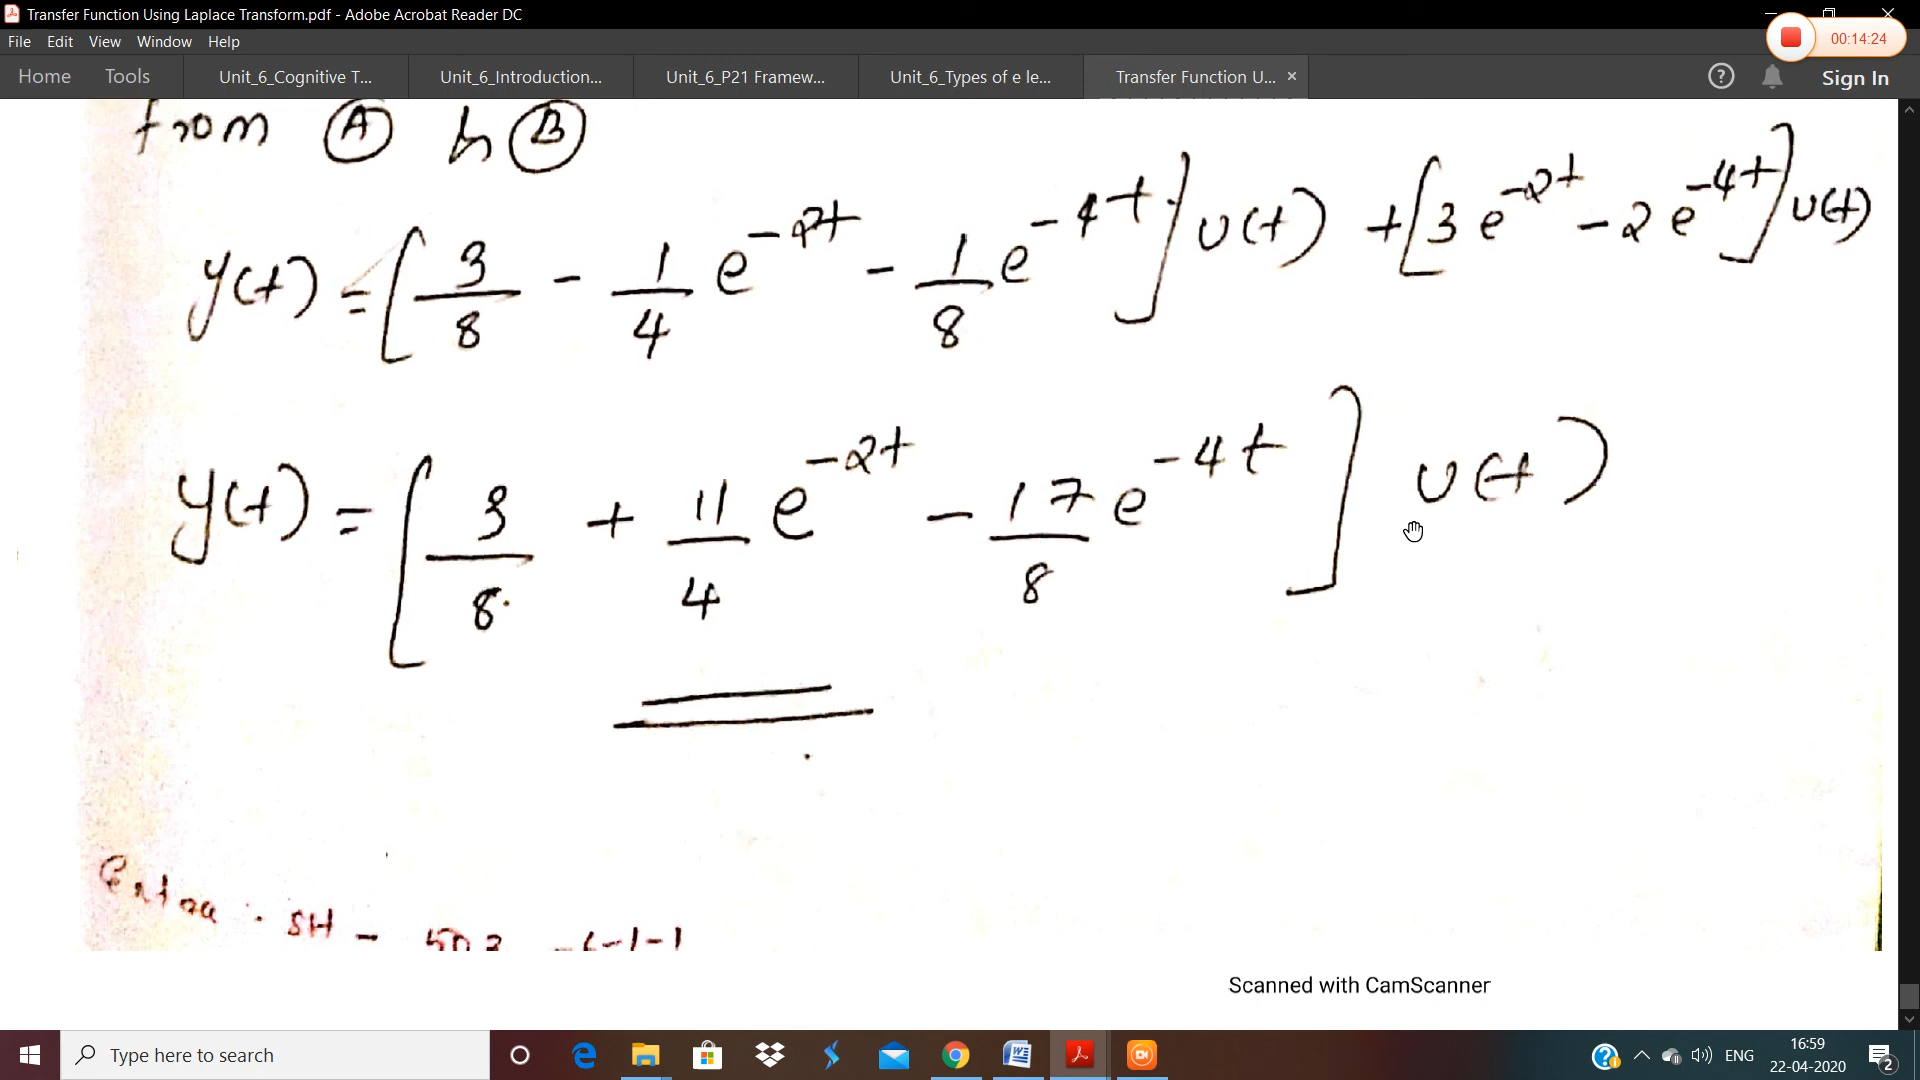 Transfer Function Using Laplace Transform.pdf - Adobe Acrobat Reader DC
File Edit View Window Help
00:14:24
Home Tools Unit_6_Cognitive T... Unit_6_Introduction... Unit_6_P21 Framew... Unit_6_Types of e le... Transfer Function U... × ? Sign In
from Ⓐ & Ⓑ
y(t) = [3/8 - 1/4 e^-2t - 1/8 e^-4t] u(t) + [3e^-2t - 2e^-4t] u(t)
y(t) = [3/8 + 11/4 e^-2t - 17/8 e^-4t] u(t)
SH -
Scanned with CamScanner
Type here to search
ENG
16:59
22-04-2020
2